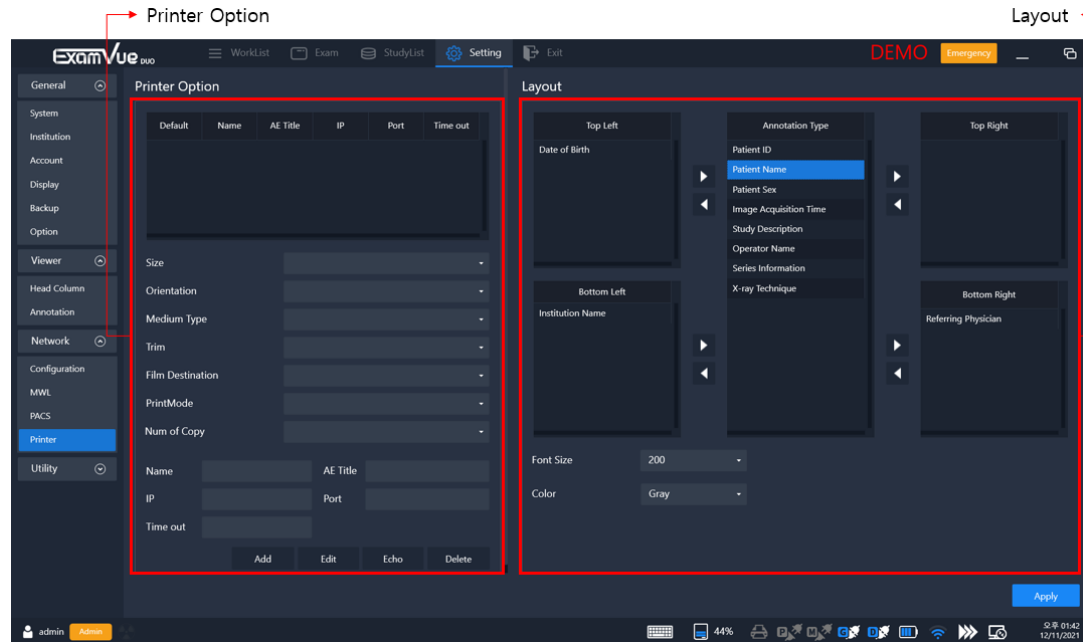 Printer Option
Layout
ExamVue DUO
WorkList
Exam
StudyList
Setting
Exit
DEMO
Emergency
General
System
Institution
Account
Display
Backup
Option
Viewer
Head Column
Annotation
Network
Configuration
MWL
PACS
Printer
Utility
Printer Option
Default Name AE Title IP Port Time out
Size
Orientation
Medium Type
Trim
Film Destination
PrintMode
Num of Copy
Name AE Title
IP Port
Time out
Add Edit Echo Delete
Layout
Top Left
Date of Birth
Annotation Type
Patient ID
Patient Name
Patient Sex
Image Acquisition Time
Study Description
Operator Name
Series Information
X-ray Technique
Top Right
Bottom Left
Institution Name
Bottom Right
Referring Physician
Font Size 200
Color Gray
Apply
admin Admin
44%
오후 01:42
12/11/2021